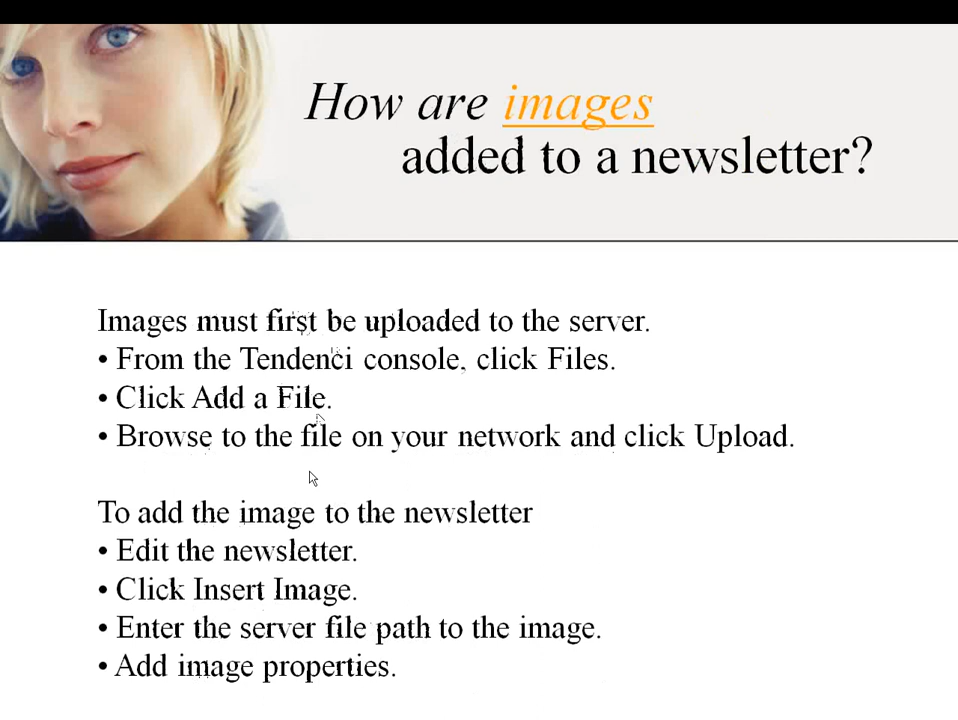 How are images
added to a newsletter?
Images must first be uploaded to the server.
• From the Tendenci console, click Files.
• Click Add a File.
• Browse to the file on your network and click Upload.
To add the image to the newsletter
• Edit the newsletter.
• Click Insert Image.
• Enter the server file path to the image.
• Add image properties.